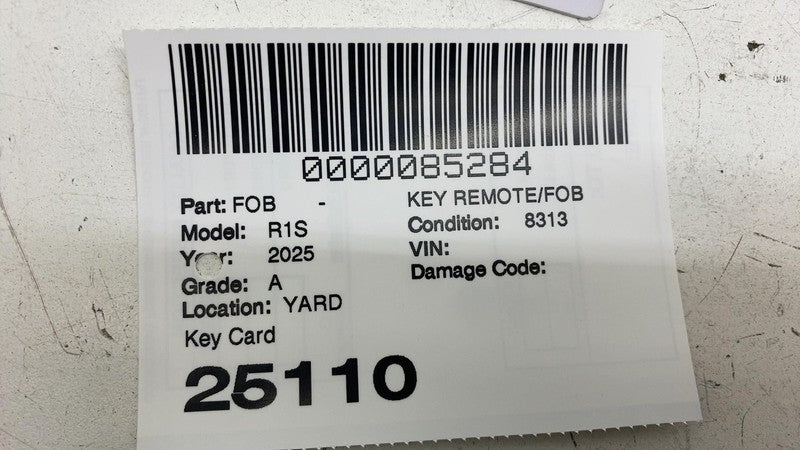 0000085284
Part: FOB - KEY REMOTE/FOB
Model: R1S Condition: 8313
Year: 2025 VIN:
Grade: A Damage Code:
Location: YARD
Key Card
25110